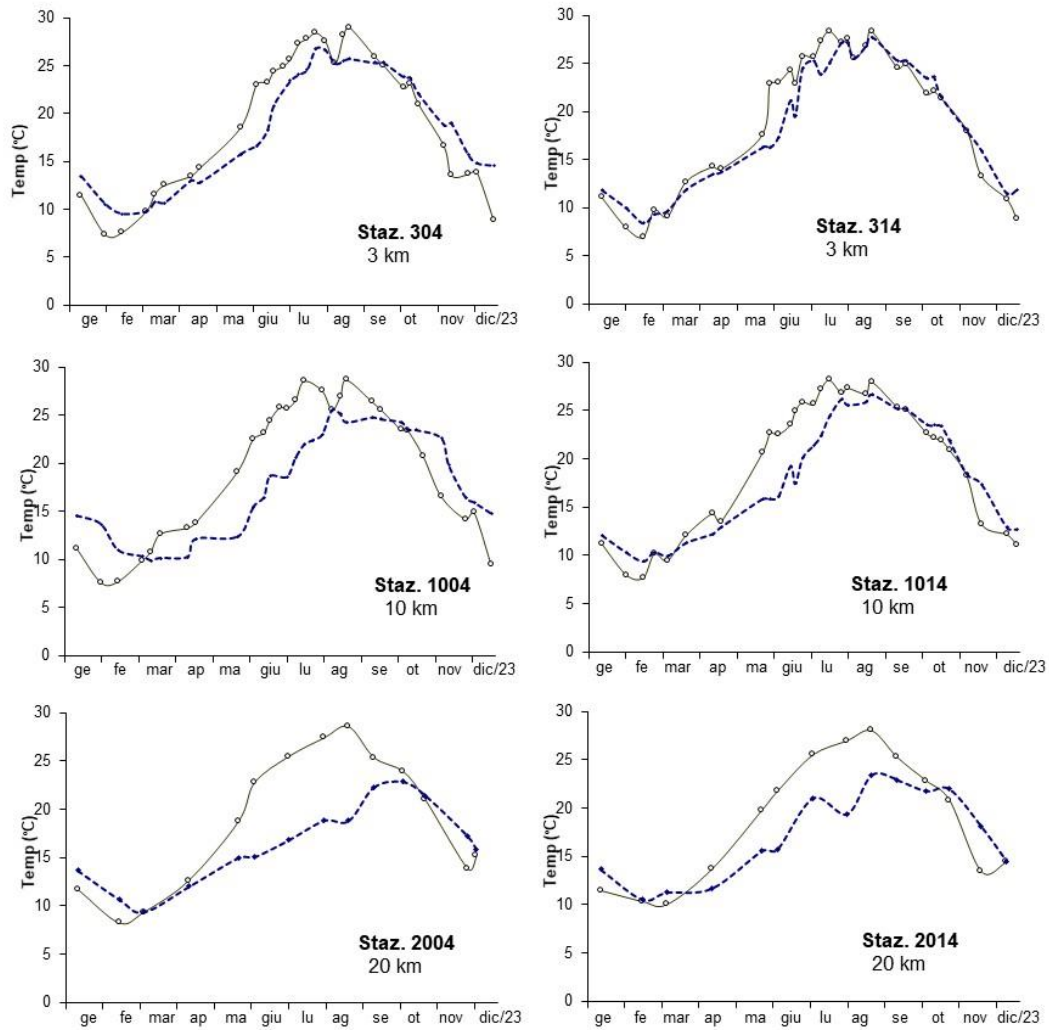 30
25
20
15
10
5
0
Temp (°C)
Staz. 304
3 km
ge fe mar ap ma giu lu ag se ot nov dic/23
30
25
20
15
10
5
0
Temp (°C)
Staz. 314
3 km
ge fe mar ap ma giu lu ag se ot nov dic/23
30
25
20
15
10
5
0
Temp (°C)
Staz. 1004
10 km
ge fe mar ap ma giu lu ag se ot nov dic/23
30
25
20
15
10
5
0
Temp (°C)
Staz. 1014
10 km
ge fe mar ap ma giu lu ag se ot nov dic/23
30
25
20
15
10
5
0
Temp (°C)
Staz. 2004
20 km
ge fe mar ap ma giu lu ag se ot nov dic/23
30
25
20
15
10
5
0
Temp (°C)
Staz. 2014
20 km
ge fe mar ap ma giu lu ag se ot nov dic/23